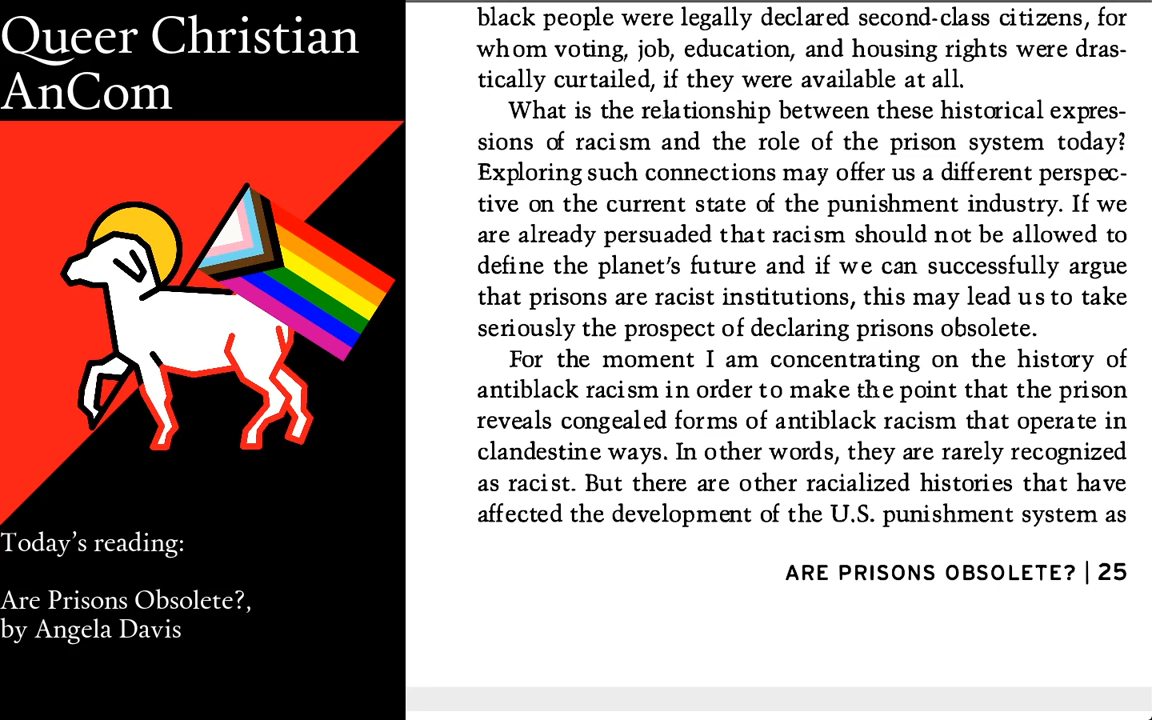 Queer Christian
AnCom
Today’s reading:
Are Prisons Obsolete?,
by Angela Davis
black people were legally declared second-class citizens, for
whom voting, job, education, and housing rights were dras-
tically curtailed, if they were available at all.
What is the relationship between these historical expres-
sions of racism and the role of the prison system today?
Exploring such connections may offer us a different perspec-
tive on the current state of the punishment industry. If we
are already persuaded that racism should not be allowed to
define the planet's future and if we can successfully argue
that prisons are racist institutions, this may lead us to take
seriously the prospect of declaring prisons obsolete.
For the moment I am concentrating on the history of
antiblack racism in order to make the point that the prison
reveals congealed forms of antiblack racism that operate in
clandestine ways. In other words, they are rarely recognized
as racist. But there are other racialized histories that have
affected the development of the U.S. punishment system as
ARE PRISONS OBSOLETE? | 25